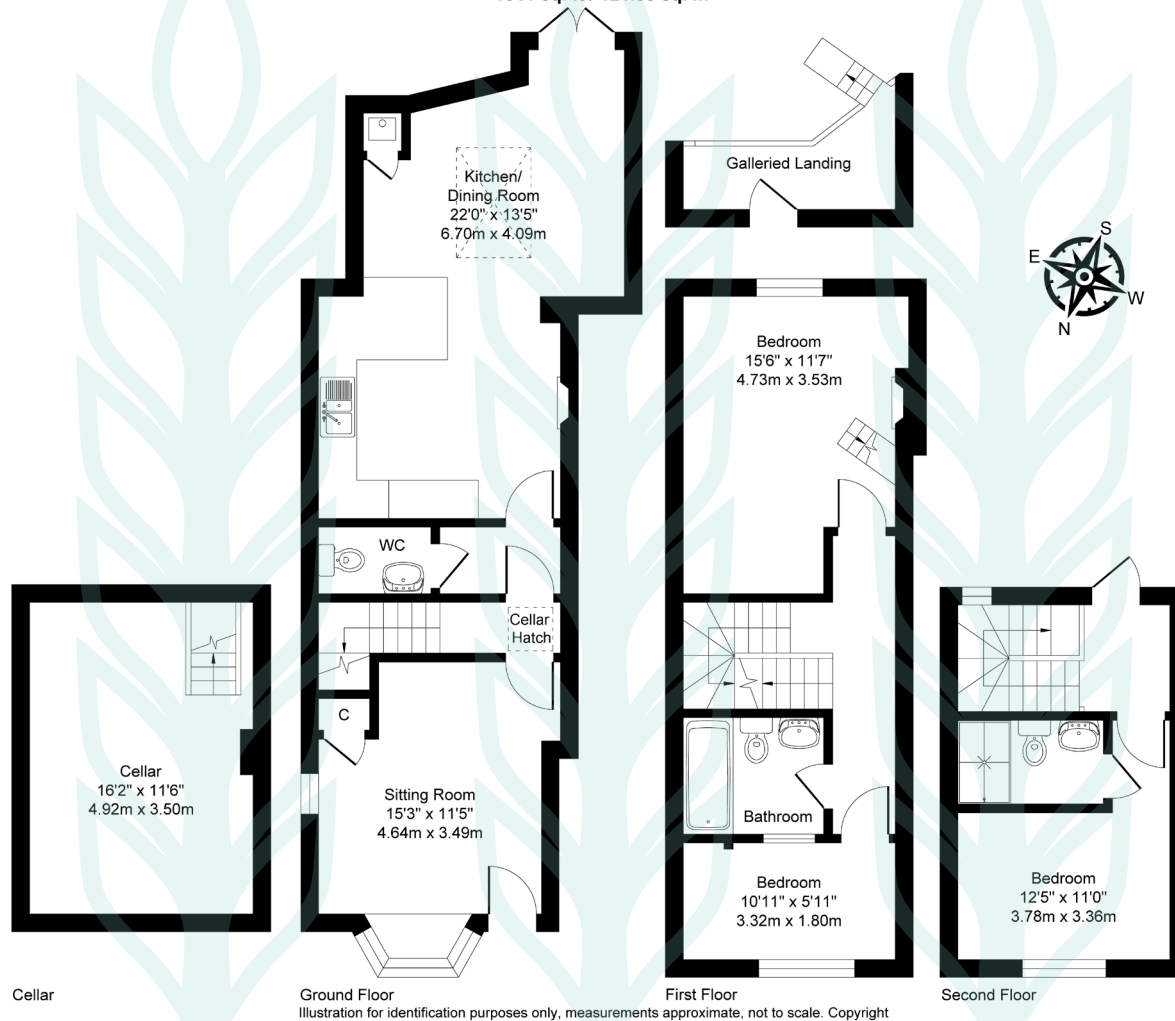 Galleried Landing
Kitchen/
Dining Room
22'0" x 13'5"
6.70m x 4.09m
S
E
W
N
Bedroom
15'6" x 11'7"
4.73m x 3.53m
WC
Cellar
Hatch
C
Cellar
16'2" x 11'6"
4.92m x 3.50m
Sitting Room
15'3" x 11'5"
4.64m x 3.49m
Bathroom
Bedroom
10'11" x 5'11"
3.32m x 1.80m
Bedroom
12'5" x 11'0"
3.78m x 3.36m
Cellar
Ground Floor
First Floor
Second Floor
Illustration for identification purposes only, measurements approximate, not to scale. Copyright